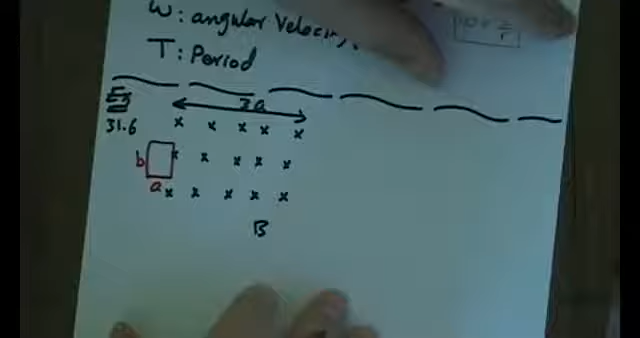 ω: angular Velocity
T: Period
Ex
31.6
3a
x x x x x
b
x x x x x
a
x x x x x
B